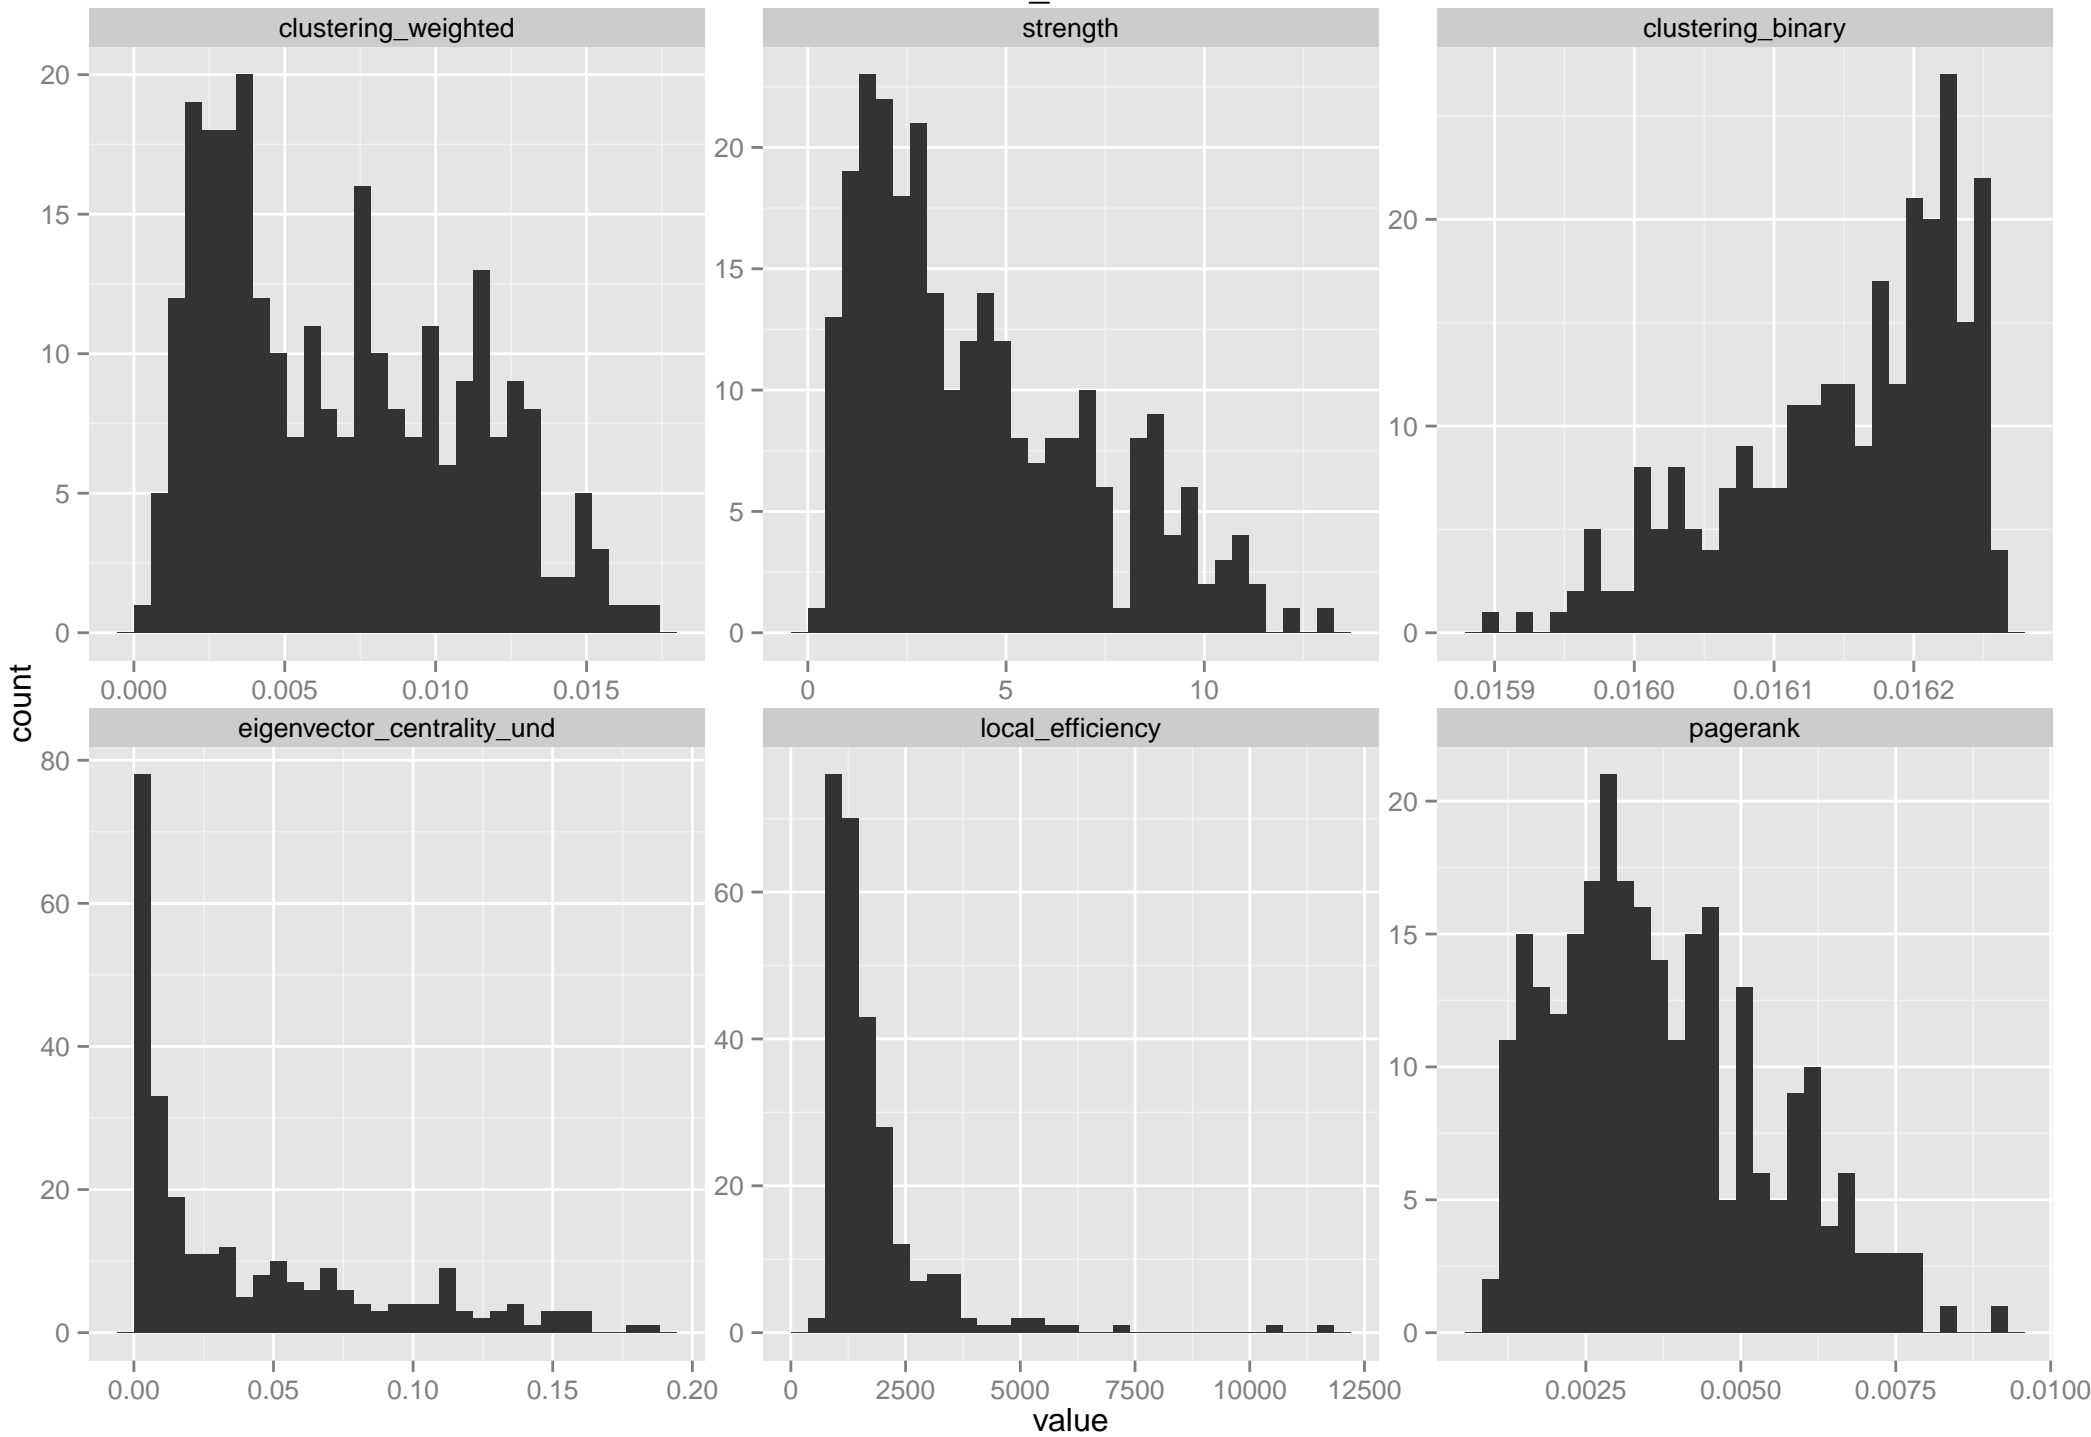 clustering_weighted
strength
clustering_binary
20
15
10
5
0
0.000 0.005 0.010 0.015
20
15
10
5
0
0 5 10
20
10
0
0.0159 0.0160 0.0161 0.0162
count
eigenvector_centrality_und
local_efficiency
pagerank
80
60
40
20
0
0.00 0.05 0.10 0.15 0.20
60
40
20
0
0 2500 5000 7500 10000 12500
20
15
10
5
0
0.0025 0.0050 0.0075 0.0100
value